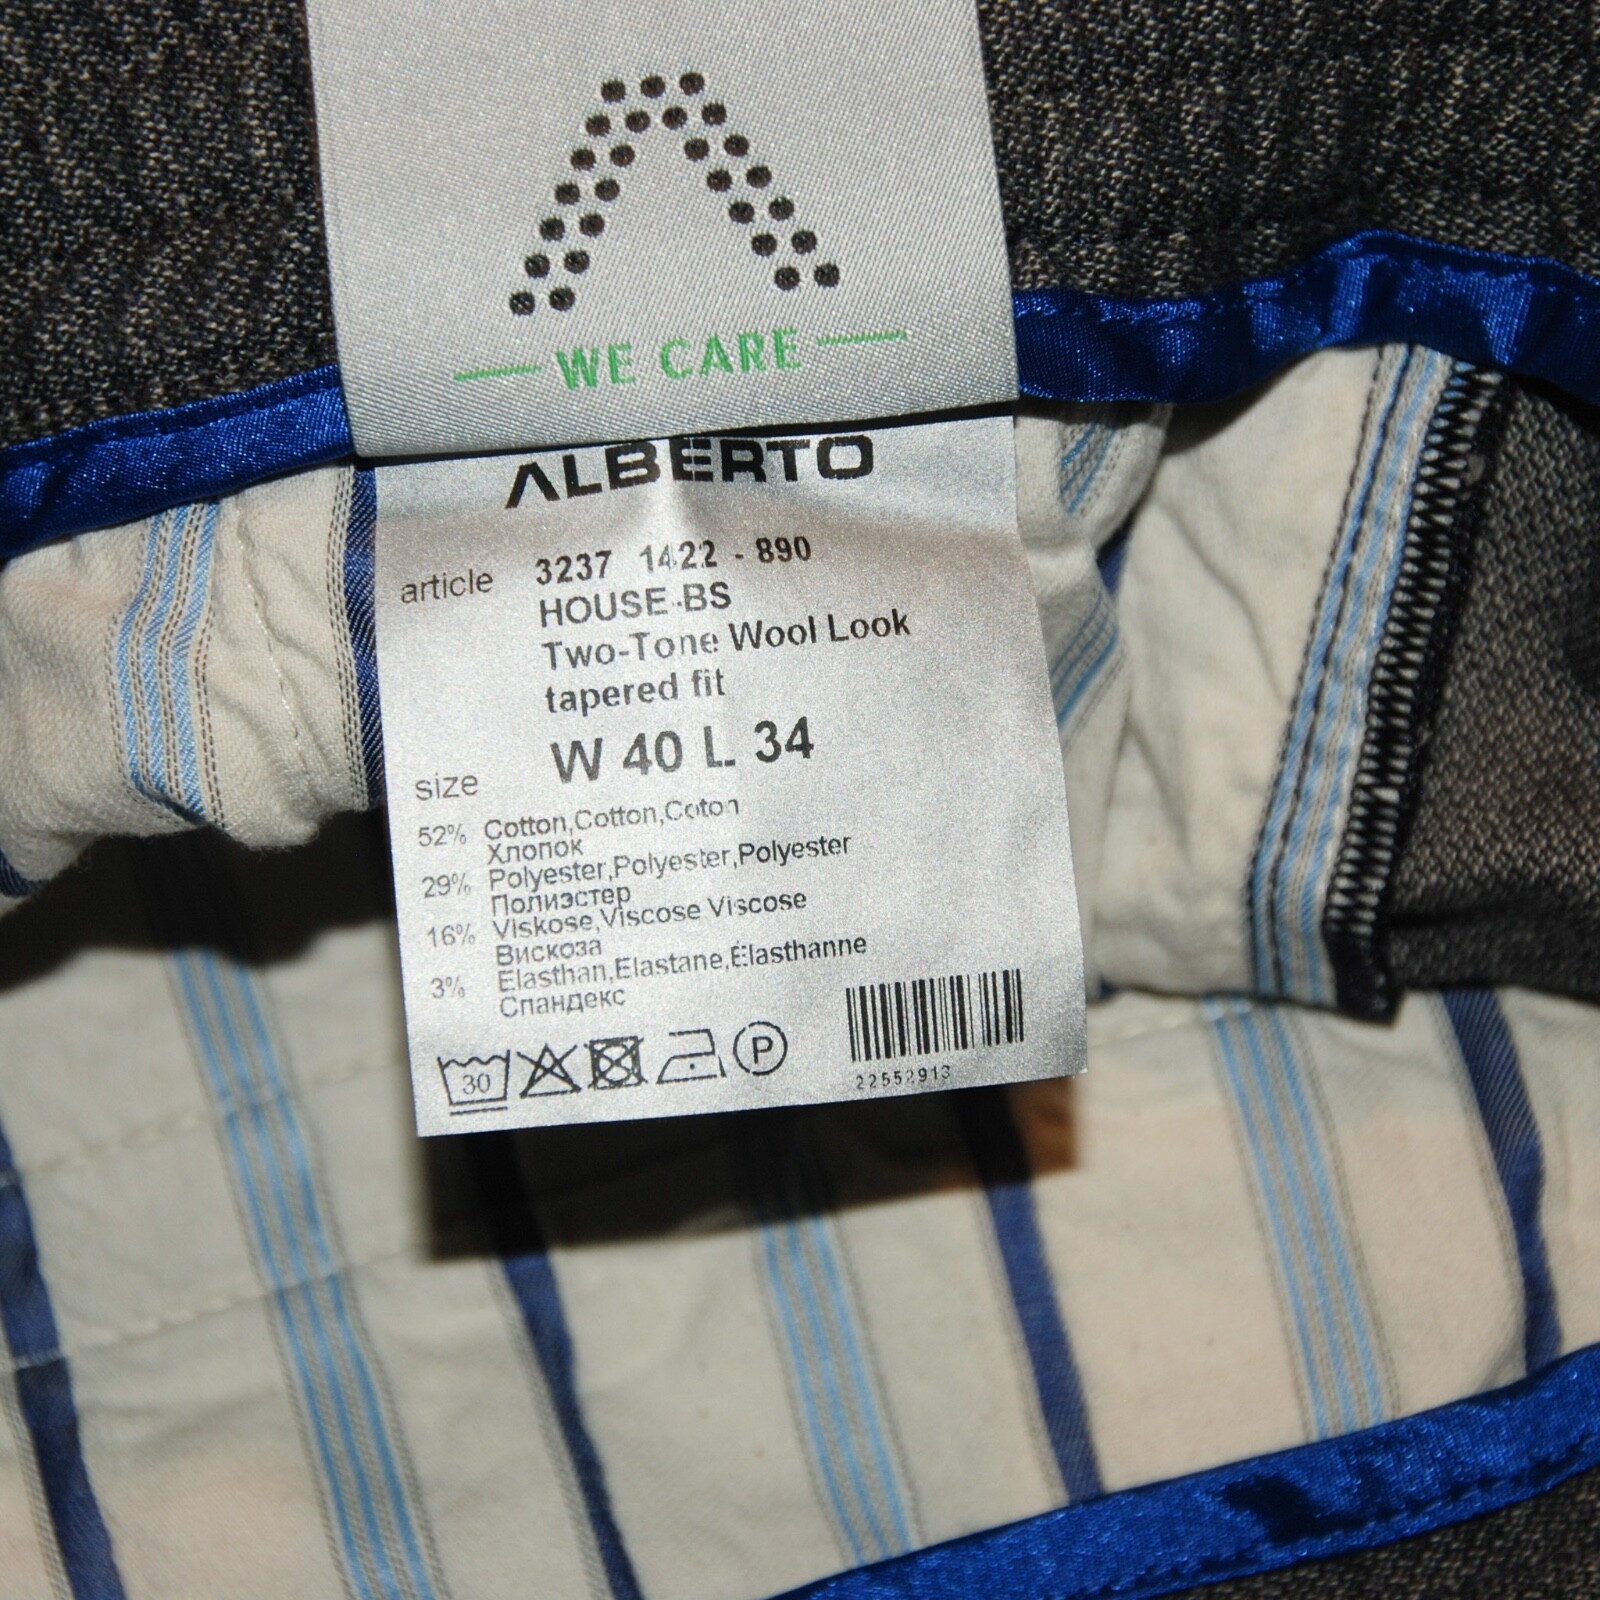 WE CARE
ALBERTO
article 3237 1422 - 890
HOUSE-BS
Two-Tone Wool Look
tapered fit
size W 40 L 34
52% Cotton,Cotton,Coton
Хлопок
29% Polyester,Polyester,Polyester
Полиэстер
16% Viskose,Viscose Viscose
Вискоза
3% Elasthan,Elastane,Élasthanne
Спандекс
30 P
22552913